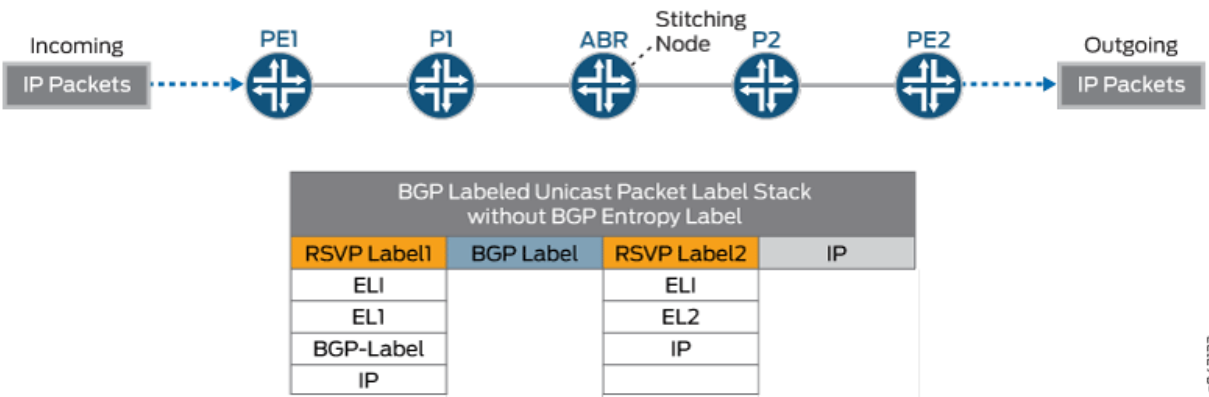 Stitching
Node
Incoming
IP Packets
PE1
P1
ABR
P2
PE2
Outgoing
IP Packets
BGP Labeled Unicast Packet Label Stack
without BGP Entropy Label
RSVP Label1 BGP Label RSVP Label2 IP
ELI ELI
EL1 EL2
BGP-Label IP
IP